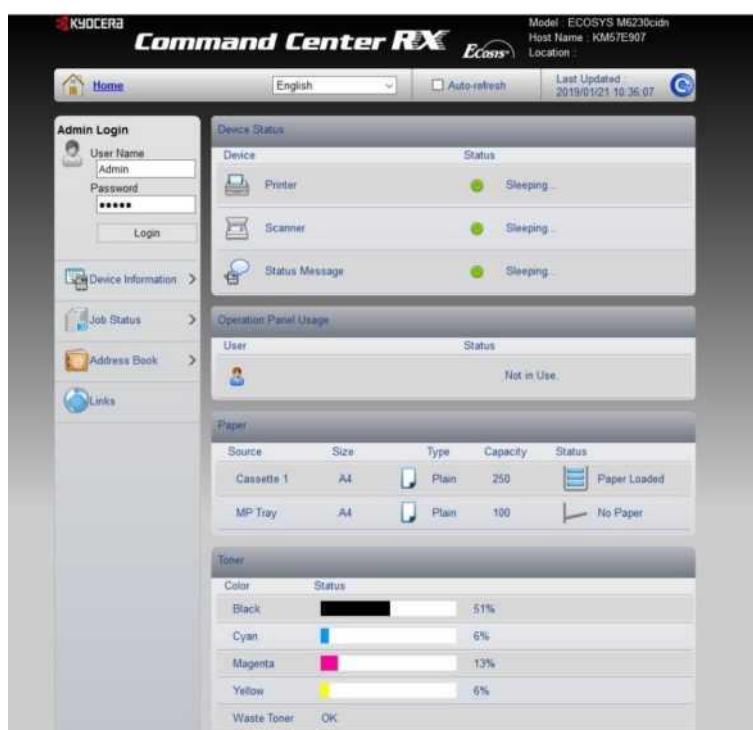 KYOCERA
Command Center RX
Ecosys
Model : ECOSYS M6230cidn
Host Name : KM57E907
Location :
Home
English
Auto-refresh
Last Updated :
2019/01/21 10:36:07
Admin Login
User Name
Admin
Password
•••••
Login
Device Information
Job Status
Address Book
Links
Device Status
Device Status
Printer Sleeping...
Scanner Sleeping...
Status Message Sleeping...
Operation Panel Usage
User Status
Not in Use.
Paper
Source Size Type Capacity Status
Cassette 1 A4 Plain 250 Paper Loaded
MP Tray A4 Plain 100 No Paper
Toner
Color Status
Black 51%
Cyan 6%
Magenta 13%
Yellow 6%
Waste Toner OK